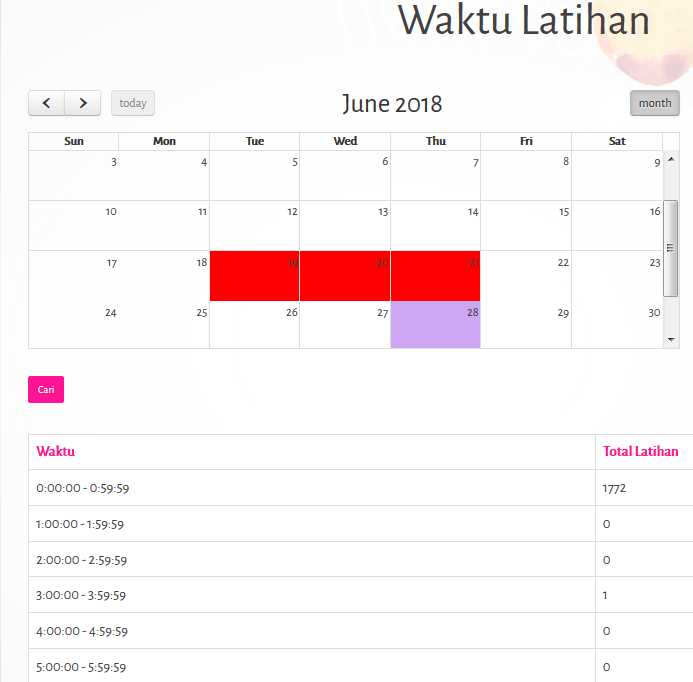 Waktu Latihan
today
June 2018
month
Sun Mon Tue Wed Thu Fri Sat
3 4 5 6 7 8 9
10 11 12 13 14 15 16
17 18 19 20 21 22 23
24 25 26 27 28 29 30
Cari
Waktu Total Latihan
0:00:00 - 0:59:59 1772
1:00:00 - 1:59:59 0
2:00:00 - 2:59:59 0
3:00:00 - 3:59:59 1
4:00:00 - 4:59:59 0
5:00:00 - 5:59:59 0